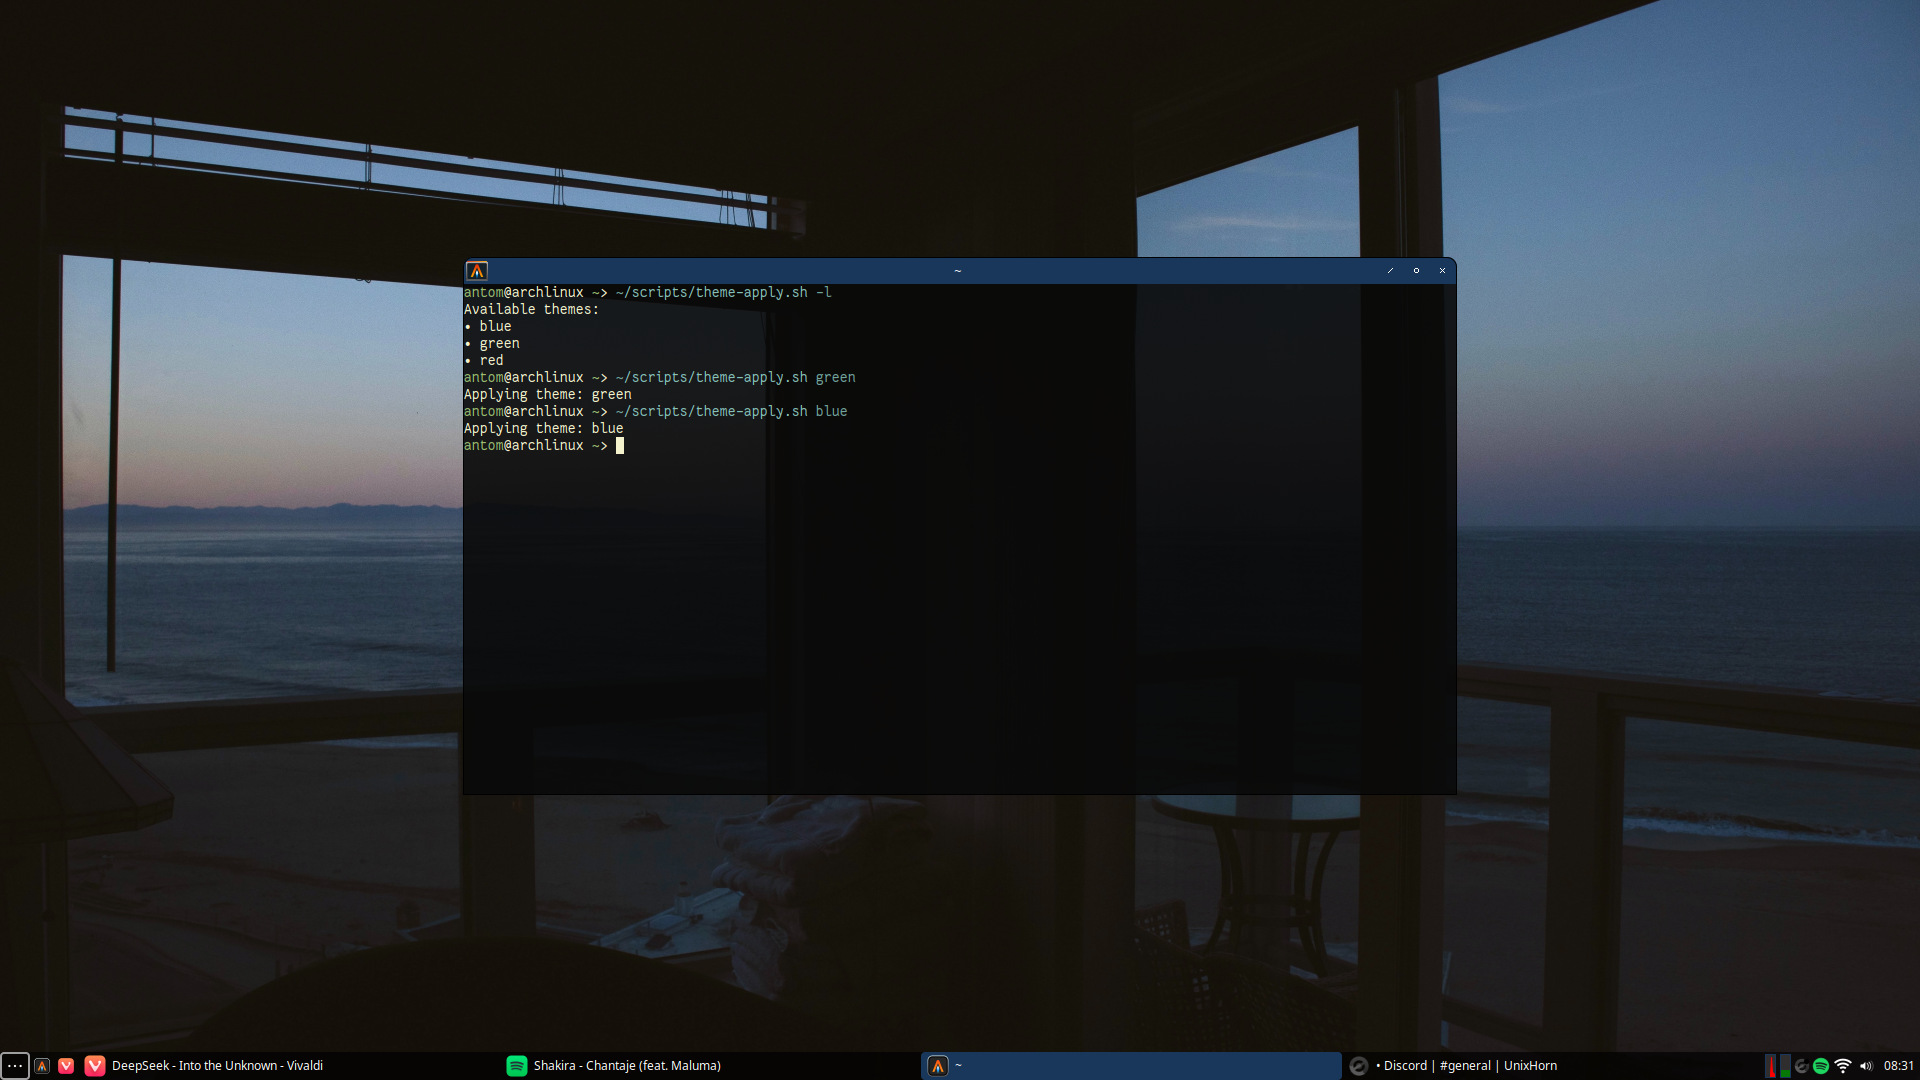 ~
antom@archlinux ~> ~/scripts/theme-apply.sh -l
Available themes:
• blue
• green
• red
antom@archlinux ~> ~/scripts/theme-apply.sh green
Applying theme: green
antom@archlinux ~> ~/scripts/theme-apply.sh blue
Applying theme: blue
antom@archlinux ~>
DeepSeek - Into the Unknown - Vivaldi
Shakira - Chantaje (feat. Maluma)
~
• Discord | #general | UnixHorn
08:31